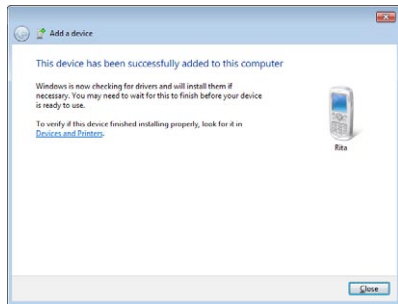 Add a device
This device has been successfully added to this computer
Windows is now checking for drivers and will install them if
necessary. You may need to wait for this to finish before your device
is ready to use.
To verify if this device finished installing properly, look for it in
Devices and Printers.
Rita
Close